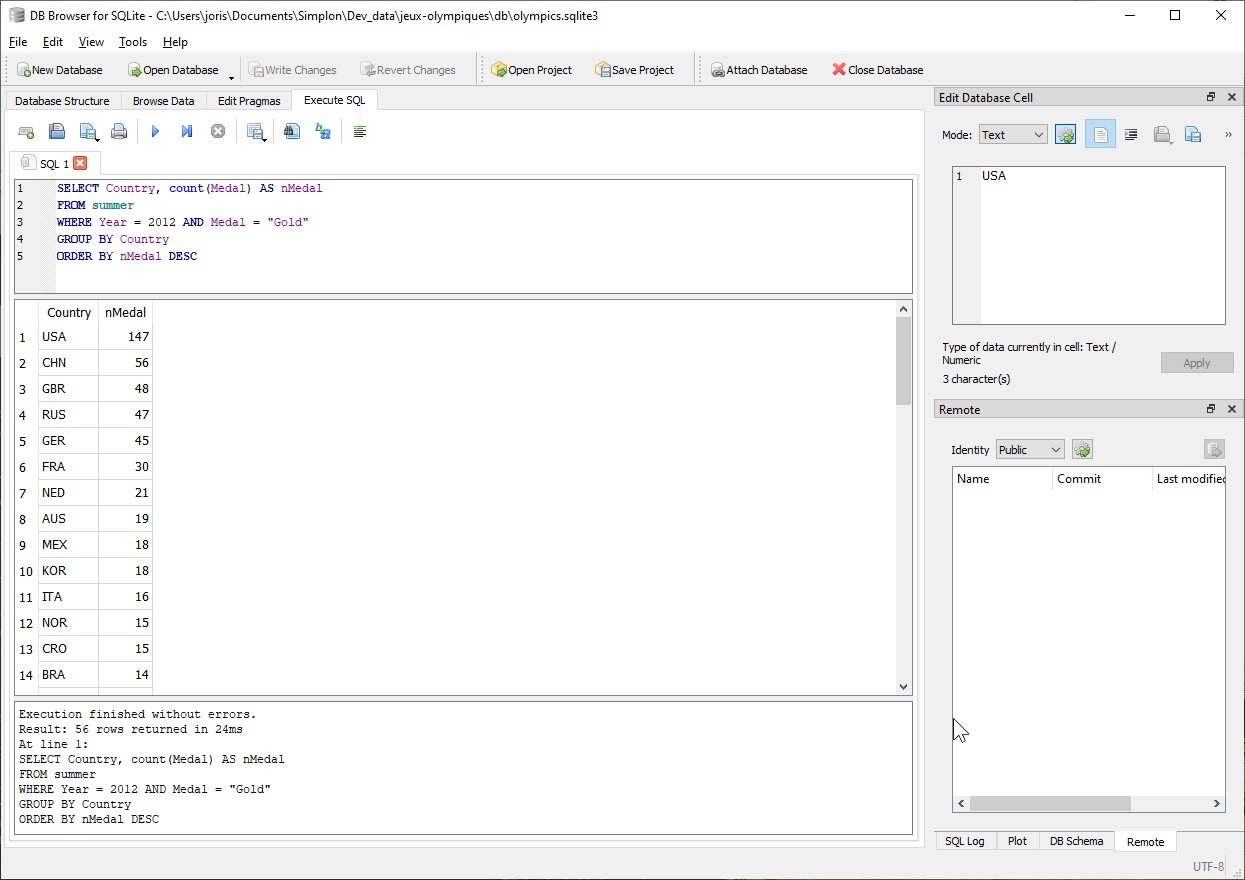 DB Browser for SQLite - C:\Users\joris\Documents\Simplon\Dev_data\jeux-olympiques\db\olympics.sqlite3
File Edit View Tools Help
New Database Open Database Write Changes Revert Changes Open Project Save Project Attach Database Close Database
Database Structure Browse Data Edit Pragmas Execute SQL
SQL 1
1 SELECT Country, count(Medal) AS nMedal
2 FROM summer
3 WHERE Year = 2012 AND Medal = "Gold"
4 GROUP BY Country
5 ORDER BY nMedal DESC
Country nMedal
1 USA 147
2 CHN 56
3 GBR 48
4 RUS 47
5 GER 45
6 FRA 30
7 NED 21
8 AUS 19
9 MEX 18
10 KOR 18
11 ITA 16
12 NOR 15
13 CRO 15
14 BRA 14
Execution finished without errors.
Result: 56 rows returned in 24ms
At line 1:
SELECT Country, count(Medal) AS nMedal
FROM summer
WHERE Year = 2012 AND Medal = "Gold"
GROUP BY Country
ORDER BY nMedal DESC
Edit Database Cell
Mode: Text
1 USA
Type of data currently in cell: Text /
Numeric
3 character(s)
Apply
Remote
Identity Public
Name Commit Last modified
SQL Log Plot DB Schema Remote
UTF-8